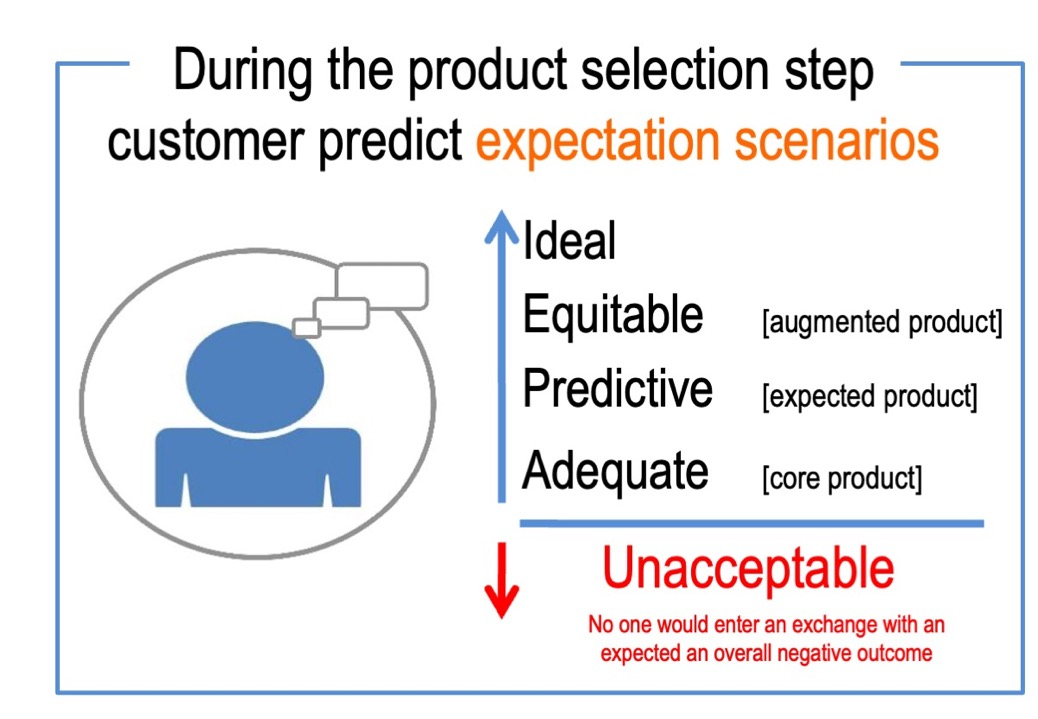 During the product selection step
customer predict expectation scenarios
Ideal
Equitable [augmented product]
Predictive [expected product]
Adequate [core product]
Unacceptable
No one would enter an exchange with an
expected an overall negative outcome